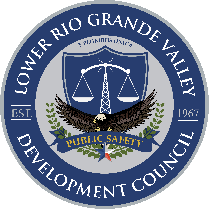 LOWER RIO GRANDE VALLEY
EST.
1967
PUBLIC SAFETY
DEVELOPMENT COUNCIL